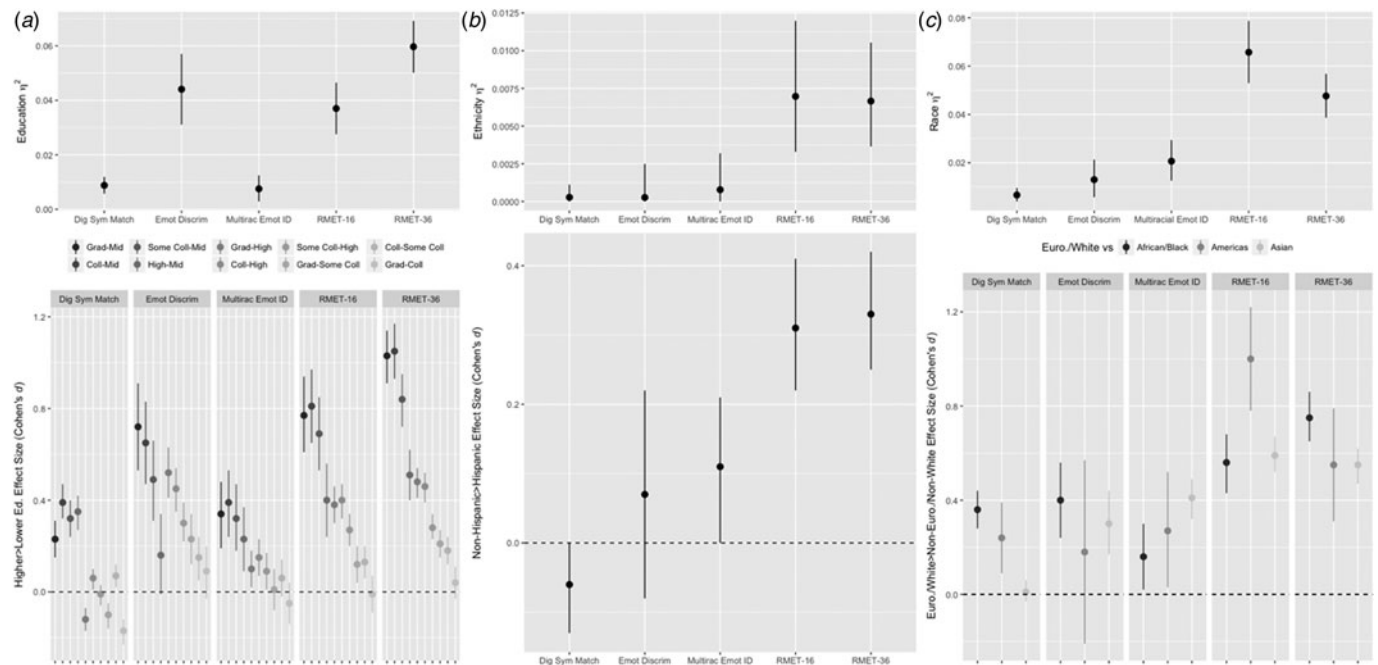 (a)
Education η²
0.06
0.04
0.02
0.00
Dig Sym Match Emot Discrim Multirac Emot ID RMET-16 RMET-36
Grad-Mid Some Coll-Mid Grad-High Some Coll-High Coll-Some Coll
Coll-Mid High-Mid Coll-High Grad-Some Coll Grad-Coll
Dig Sym Match Emot Discrim Multirac Emot ID RMET-16 RMET-36
Higher>Lower Ed. Effect Size (Cohen's d)
1.2
0.8
0.4
0.0
(b)
Ethnicity η²
0.0125
0.0100
0.0075
0.0050
0.0025
0.0000
Dig Sym Match Emot Discrim Multirac Emot ID RMET-16 RMET-36
Non-Hispanic>Hispanic Effect Size (Cohen's d)
0.4
0.2
0.0
Dig Sym Match Emot Discrim Multirac Emot ID RMET-16 RMET-36
(c)
Race η²
0.08
0.06
0.04
0.02
Dig Sym Match Emot Discrim Multiracial Emot ID RMET-16 RMET-36
Euro./White vs African/Black Americas Asian
Dig Sym Match Emot Discrim Multirac Emot ID RMET-16 RMET-36
Euro./White>Non-Euro./Non-White Effect Size (Cohen's d)
1.2
0.8
0.4
0.0